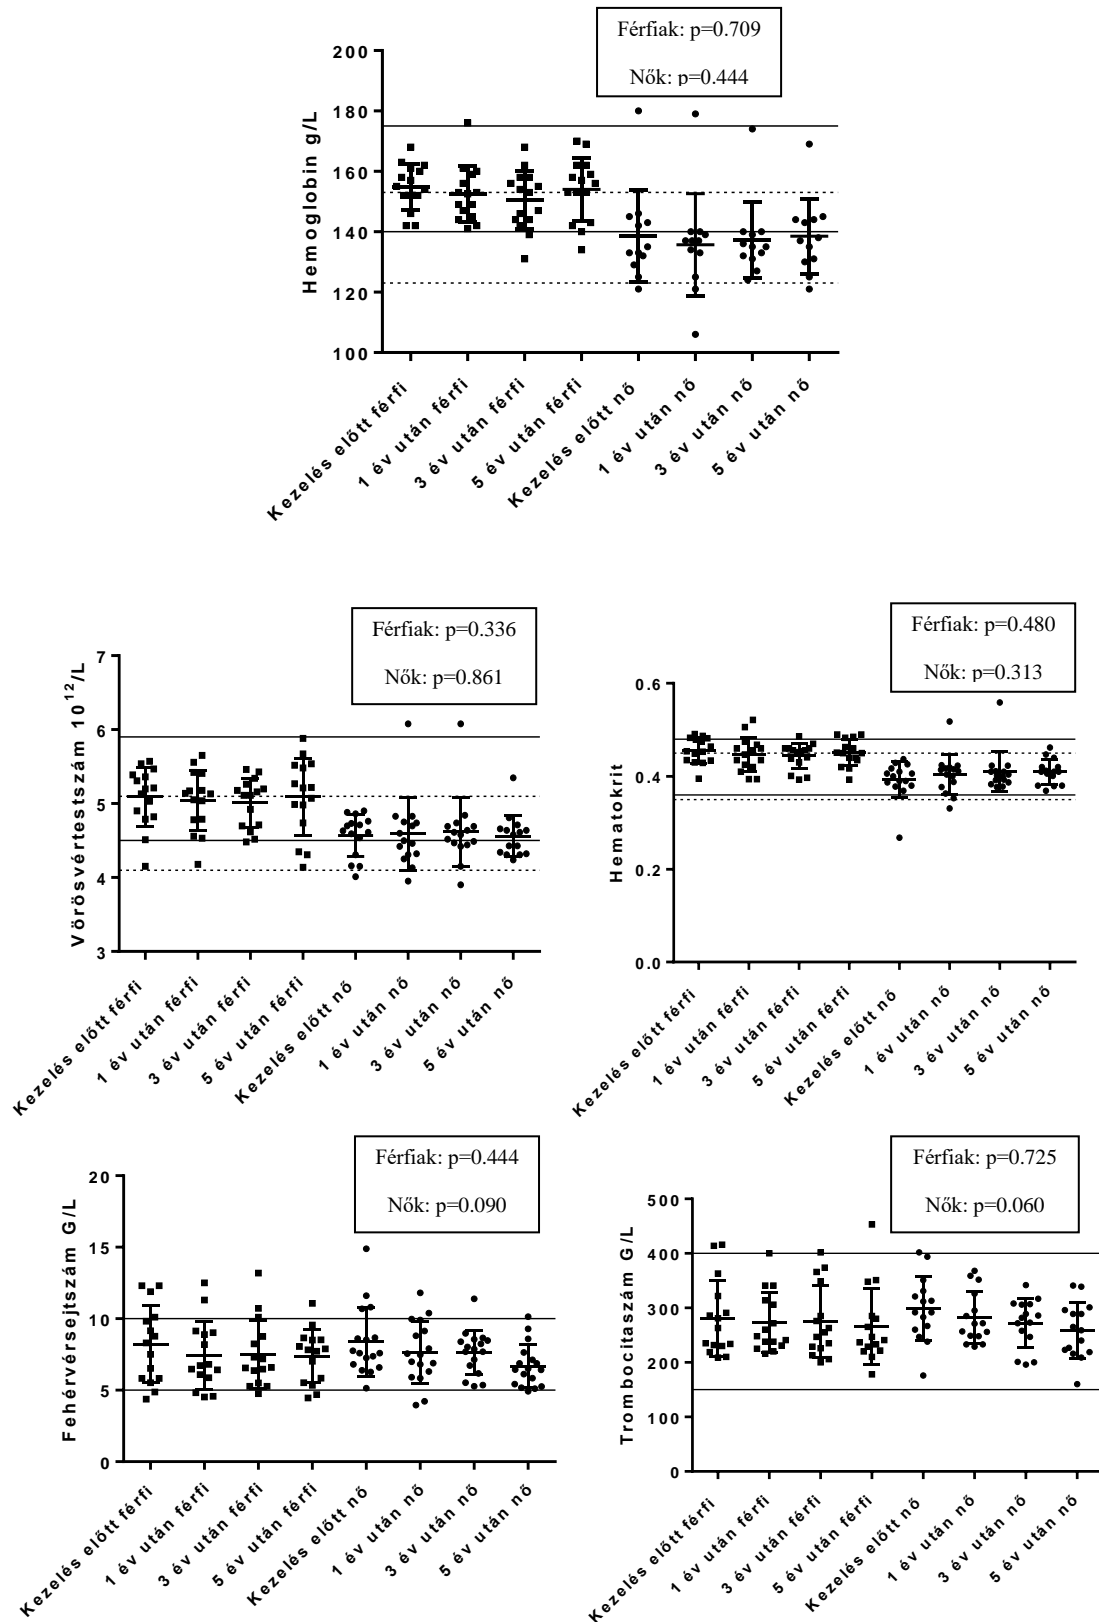 Férfiak: p=0.709
Nők: p=0.444
Hemoglobin g/L
200
180
160
140
120
100
Kezelés előtt férfi
1 év után férfi
3 év után férfi
5 év után férfi
Kezelés előtt nő
1 év után nő
3 év után nő
5 év után nő
Férfiak: p=0.336
Nők: p=0.861
Vörösvértestszám 10¹²/L
7
6
5
4
3
Kezelés előtt férfi
1 év után férfi
3 év után férfi
5 év után férfi
Kezelés előtt nő
1 év után nő
3 év után nő
5 év után nő
Férfiak: p=0.480
Nők: p=0.313
Hematokrit
0.6
0.4
0.2
0.0
Kezelés előtt férfi
1 év után férfi
3 év után férfi
5 év után férfi
Kezelés előtt nő
1 év után nő
3 év után nő
5 év után nő
Férfiak: p=0.444
Nők: p=0.090
Fehérvérsejtszám G/L
20
15
10
5
0
Kezelés előtt férfi
1 év után férfi
3 év után férfi
5 év után férfi
Kezelés előtt nő
1 év után nő
3 év után nő
5 év után nő
Férfiak: p=0.725
Nők: p=0.060
Trombocitaszám G/L
500
400
300
200
100
0
Kezelés előtt férfi
1 év után férfi
3 év után férfi
5 év után férfi
Kezelés előtt nő
1 év után nő
3 év után nő
5 év után nő